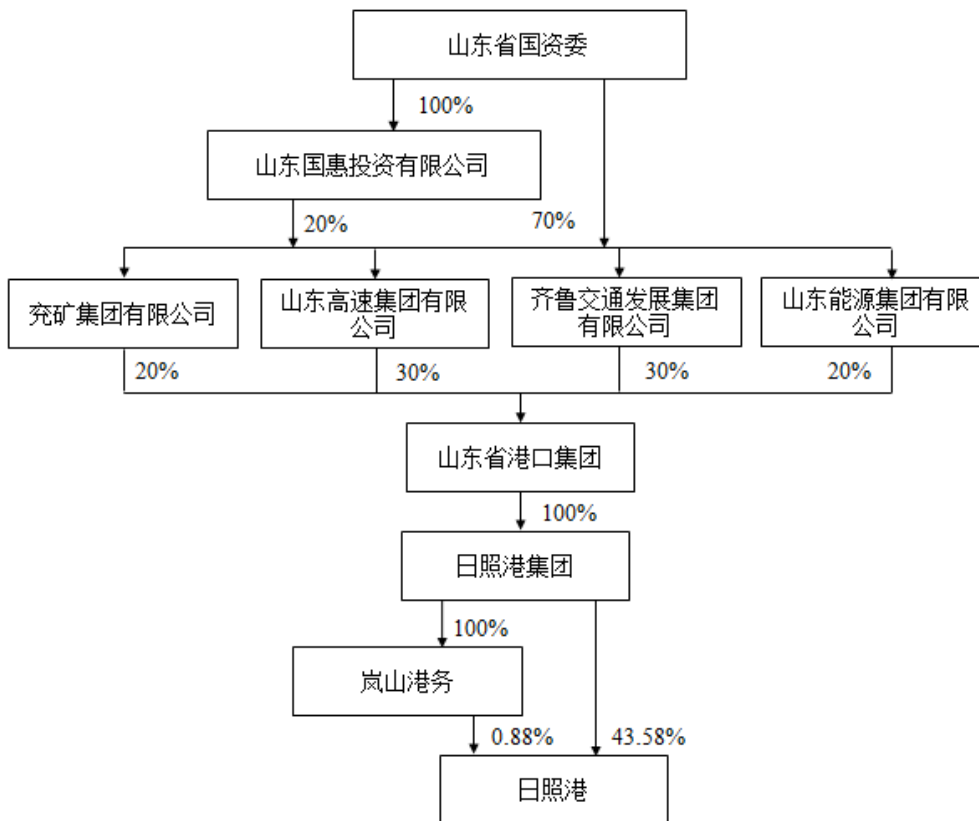 山东省国资委
100%
山东国惠投资有限公司
20%
70%
兖矿集团有限公司
山东高速集团有限
公司
齐鲁交通发展集团
有限公司
山东能源集团有限
公司
20%
30%
30%
20%
山东省港口集团
100%
日照港集团
100%
岚山港务
0.88%
43.58%
日照港